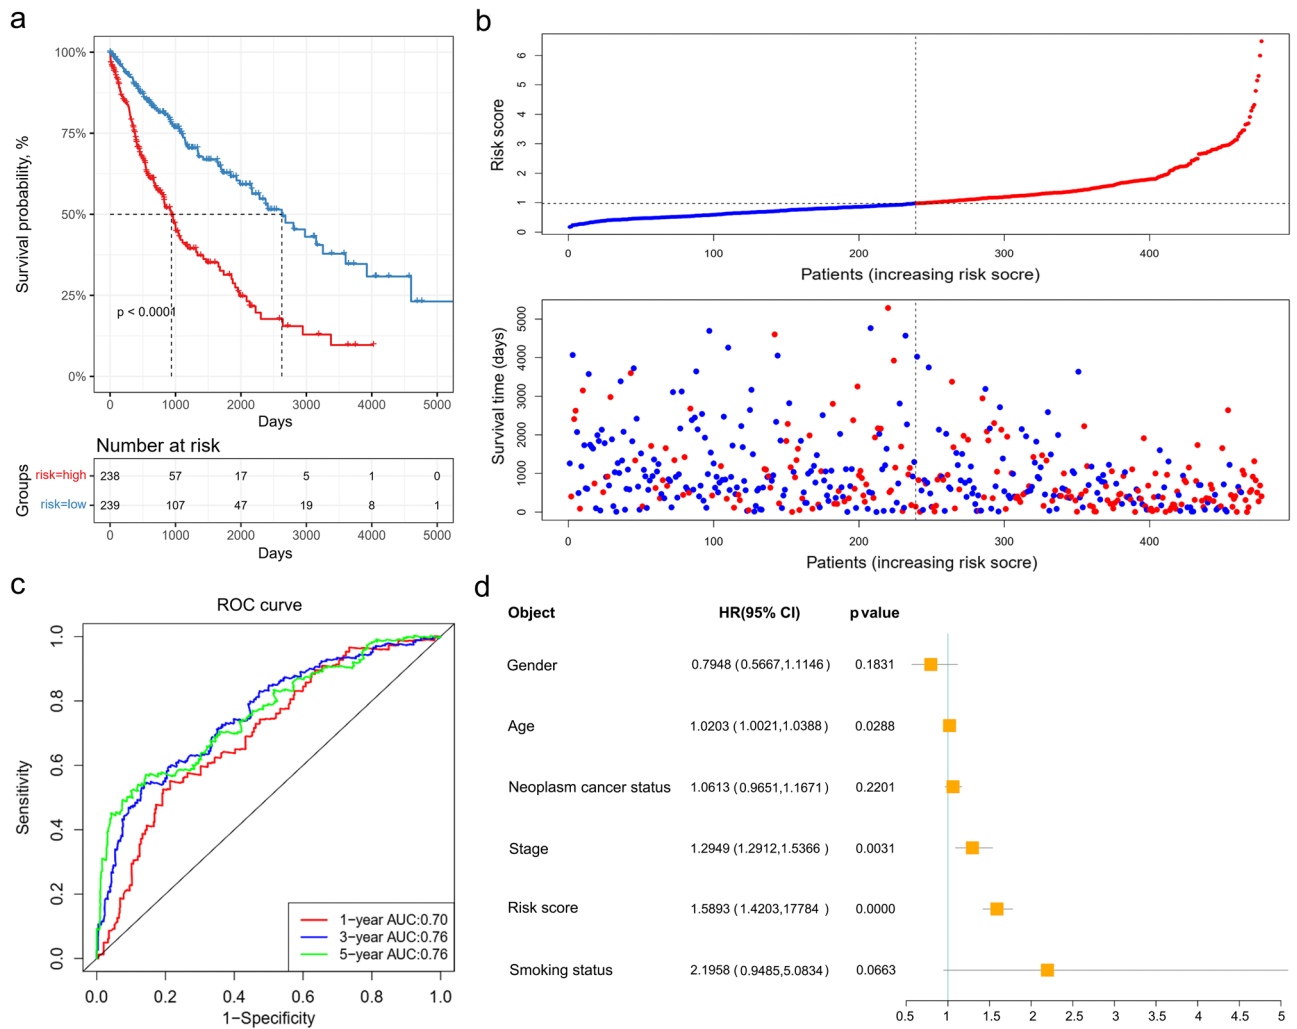 a
100%
75%
50%
25%
0%
Survival probability, %
p < 0.0001
0 1000 2000 3000 4000 5000
Days
Number at risk
Groups
risk=high 238 57 17 5 1 0
risk=low 239 107 47 19 8 1
0 1000 2000 3000 4000 5000
Days
b
Risk score
0 1 2 3 4 5 6
0 100 200 300 400
Patients (increasing risk socre)
Survival time (days)
0 1000 2000 3000 4000 5000
0 100 200 300 400
Patients (increasing risk socre)
c
ROC curve
Sensitivity
0.0 0.2 0.4 0.6 0.8 1.0
1-year AUC:0.70
3-year AUC:0.76
5-year AUC:0.76
0.0 0.2 0.4 0.6 0.8 1.0
1-Specificity
d
Object HR(95% CI) p value
Gender 0.7948 (0.5667,1.1146) 0.1831
Age 1.0203 (1.0021,1.0388) 0.0288
Neoplasm cancer status 1.0613 (0.9651,1.1671) 0.2201
Stage 1.2949 (1.2912,1.5366 ) 0.0031
Risk score 1.5893 (1.4203,17784 ) 0.0000
Smoking status 2.1958 (0.9485,5.0834) 0.0663
0.5 1 1.5 2 2.5 3 3.5 4 4.5 5